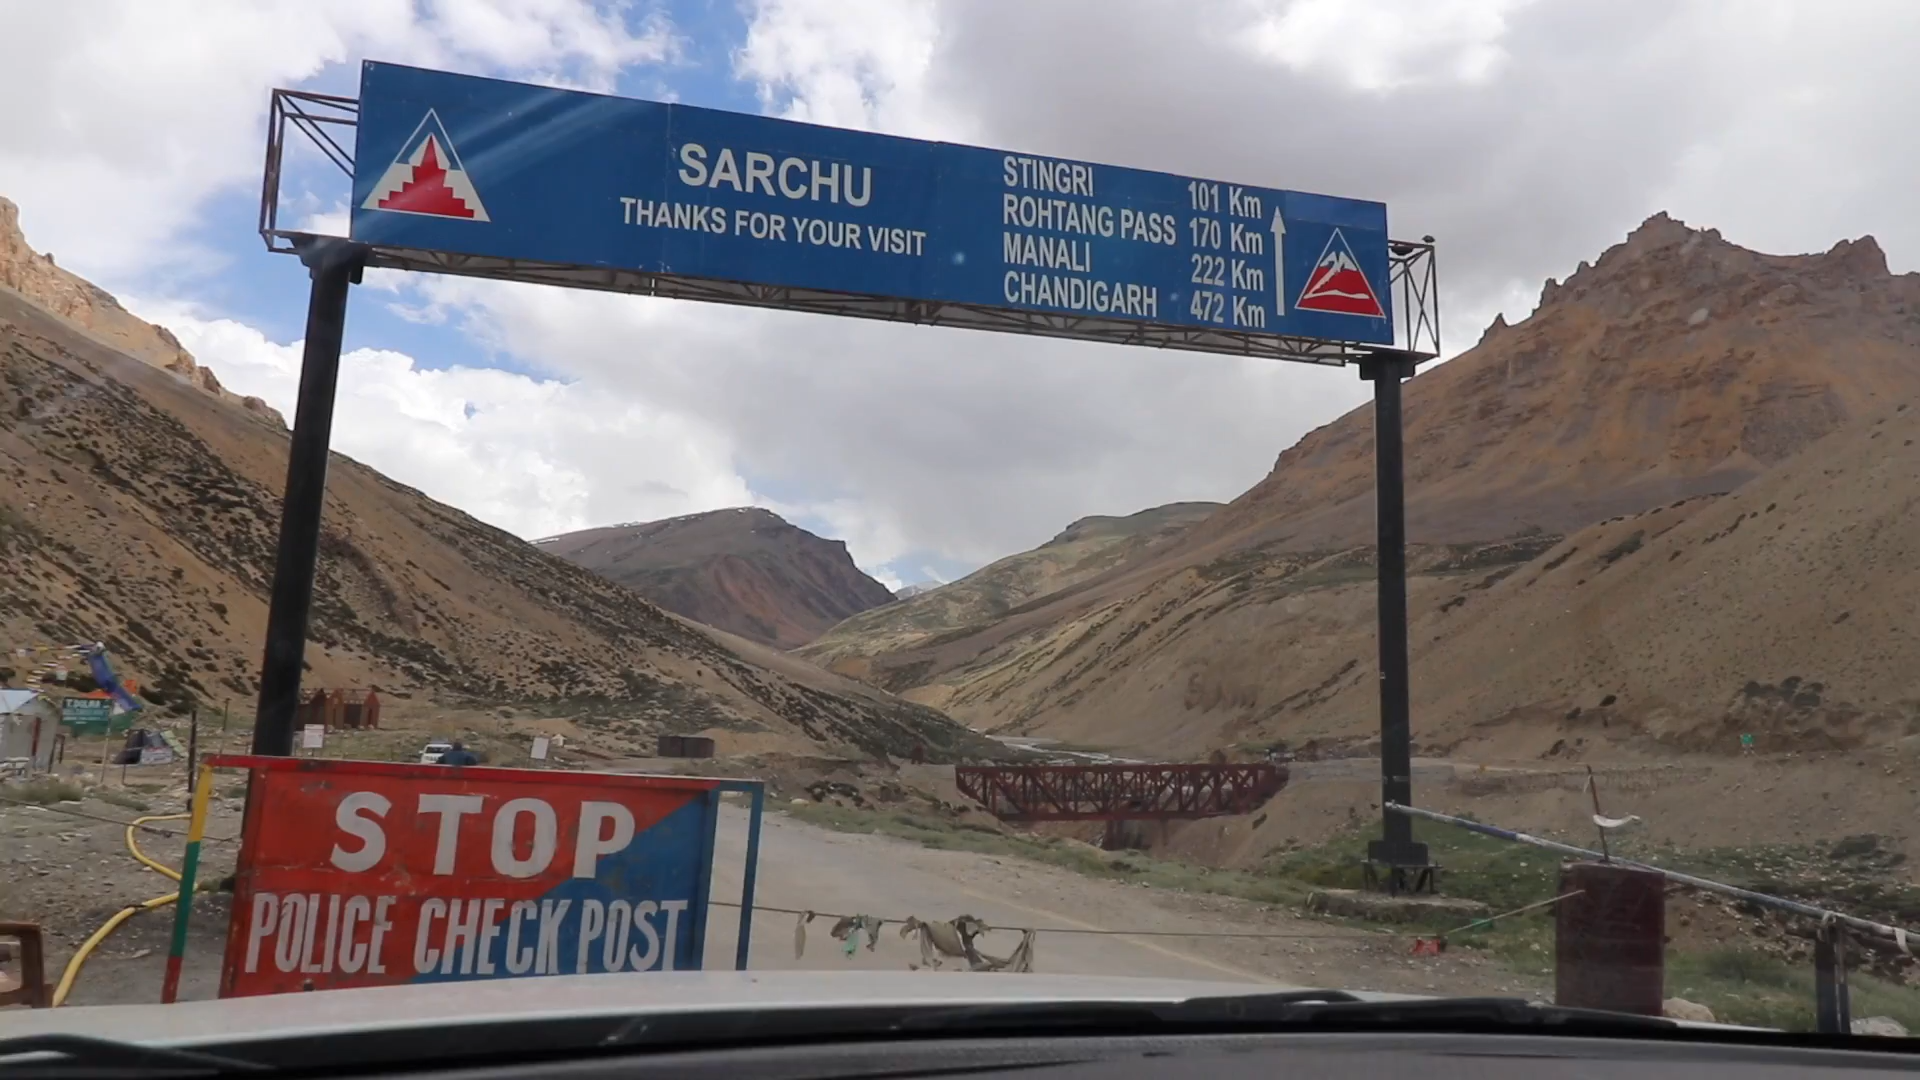 SARCHU
THANKS FOR YOUR VISIT
STINGRI 101 Km
ROHTANG PASS 170 Km
MANALI 222 Km
CHANDIGARH 472 Km
STOP
POLICE CHECK POST